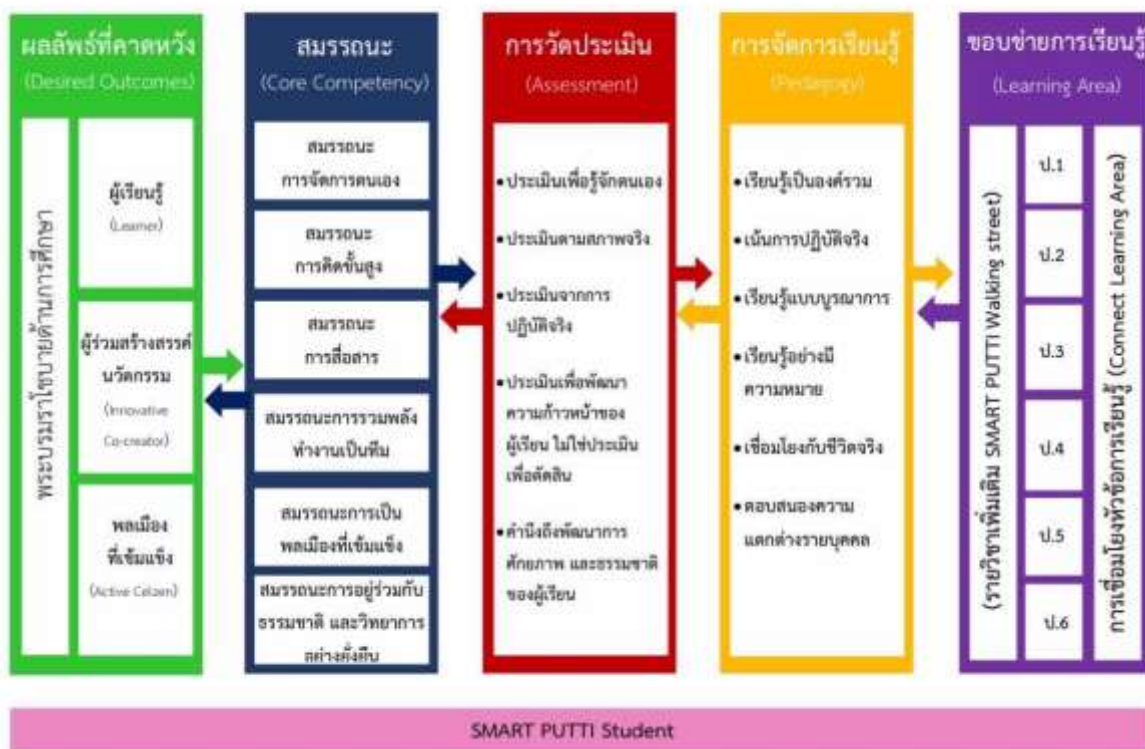 ผลลัพธ์ที่คาดหวัง
(Desired Outcomes)
พระบรมราโชบายด้านการศึกษา
ผู้เรียนรู้
(Learner)
ผู้ร่วมสร้างสรรค์
นวัตกรรม
(Innovative
Co-creator)
พลเมือง
ที่เข้มแข็ง
(Active Citizen)
สมรรถนะ
(Core Competency)
สมรรถนะ
การจัดการตนเอง
สมรรถนะ
การคิดขั้นสูง
สมรรถนะ
การสื่อสาร
สมรรถนะการรวมพลัง
ทำงานเป็นทีม
สมรรถนะการเป็น
พลเมืองที่เข้มแข็ง
สมรรถนะการอยู่ร่วมกับ
ธรรมชาติ และวิทยาการ
อย่างยั่งยืน
การวัดประเมิน
(Assessment)
•ประเมินเพื่อรู้จักตนเอง
•ประเมินตามสภาพจริง
•ประเมินจากการ
ปฏิบัติจริง
•ประเมินเพื่อพัฒนา
ความก้าวหน้าของ
ผู้เรียน ไม่ใช่ประเมิน
เพื่อตัดสิน
•คำนึงถึงพัฒนาการ
ศักยภาพ และธรรมชาติ
ของผู้เรียน
การจัดการเรียนรู้
(Pedagogy)
•เรียนรู้เป็นองค์รวม
•เน้นการปฏิบัติจริง
•เรียนรู้แบบบูรณาการ
•เรียนรู้อย่างมี
ความหมาย
•เชื่อมโยงกับชีวิตจริง
•ตอบสนองความ
แตกต่างรายบุคคล
ขอบข่ายการเรียนรู้
(Learning Area)
(รายวิชาเพิ่มเติม SMART PUTTI Walking street)
ป.1
ป.2
ป.3
ป.4
ป.5
ป.6
การเชื่อมโยงหัวข้อการเรียนรู้ (Connect Learning Area)
SMART PUTTI Student